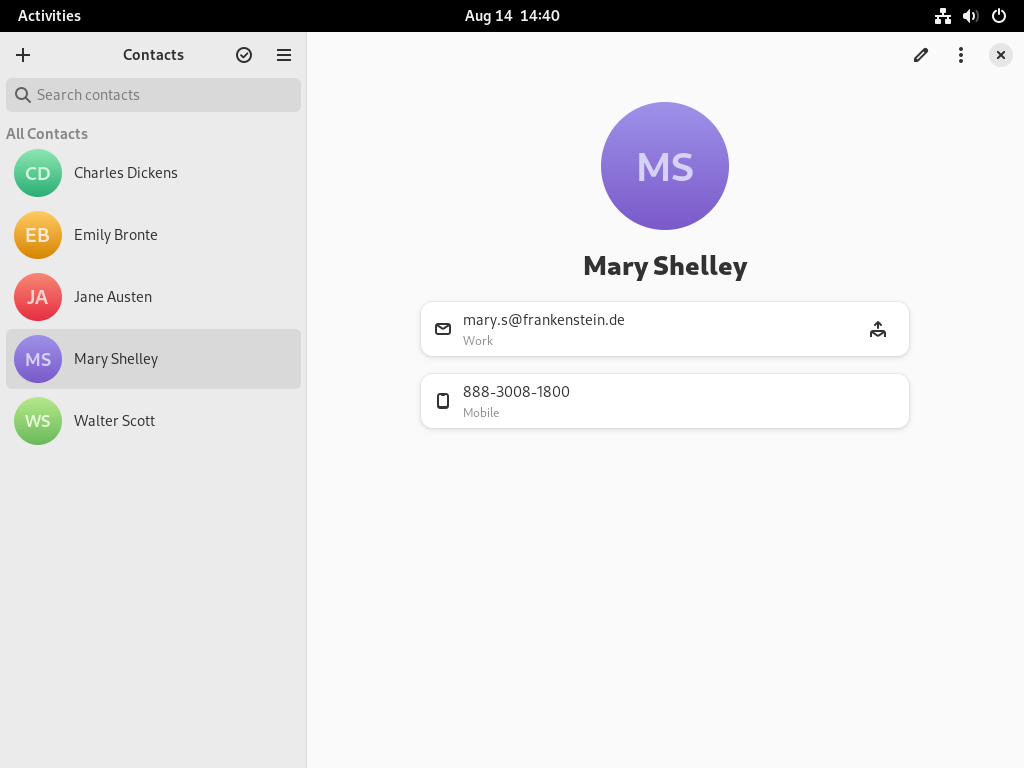 Activities
Aug 14 14:40
Contacts
Search contacts
All Contacts
CD Charles Dickens
EB Emily Bronte
JA Jane Austen
MS Mary Shelley
WS Walter Scott
MS
Mary Shelley
mary.s@frankenstein.de
Work
888-3008-1800
Mobile